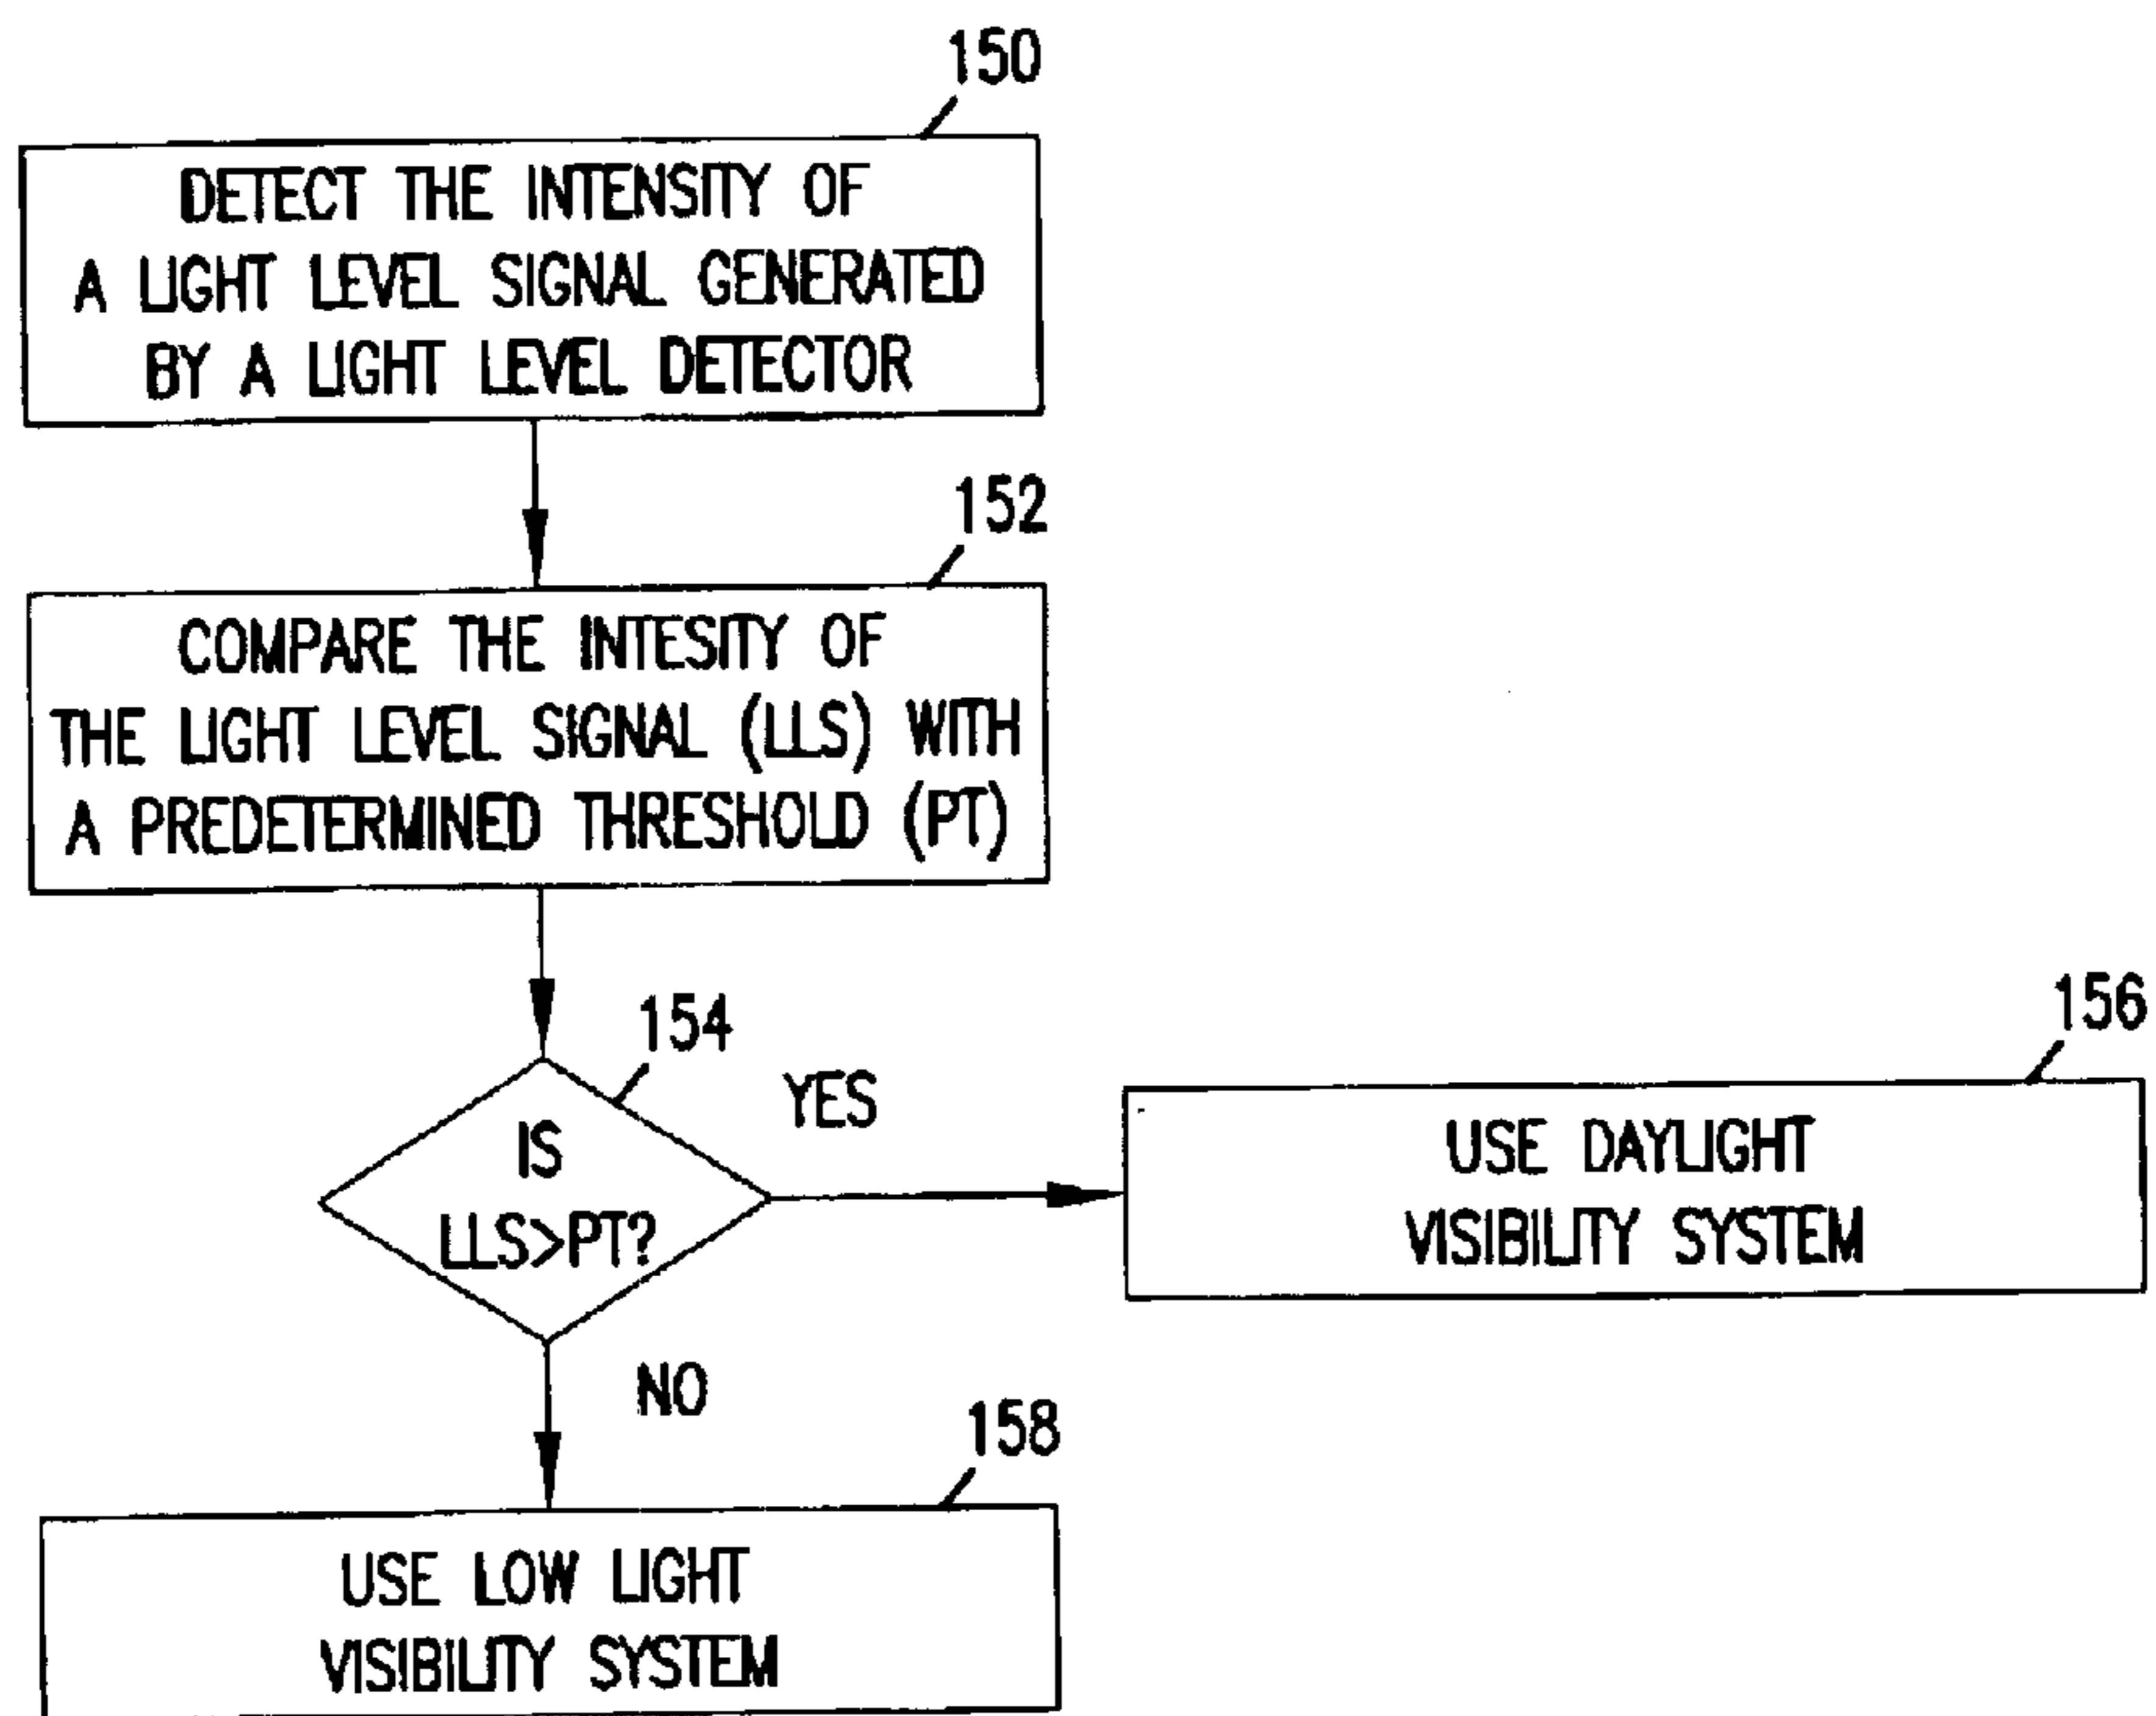 150
DETECT THE INTENSITY OF
A LIGHT LEVEL SIGNAL GENERATED
BY A LIGHT LEVEL DETECTOR
152
COMPARE THE INTESITY OF
THE LIGHT LEVEL SIGNAL (LLS) WITH
A PREDETERMINED THRESHOLD (PT)
154
IS
LLS>PT?
YES
156
USE DAYLIGHT
VISIBILITY SYSTEM
NO
158
USE LOW LIGHT
VISIBILITY SYSTEM